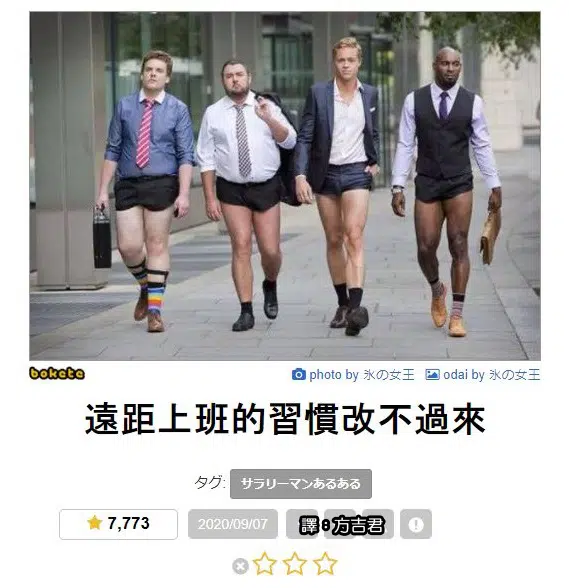 bokete photo by 氷の女王 odai by 氷の女王
遠距上班的習慣改不過來
タグ: サラリーマンあるある
7,773 2020/09/07 譯:方吉君